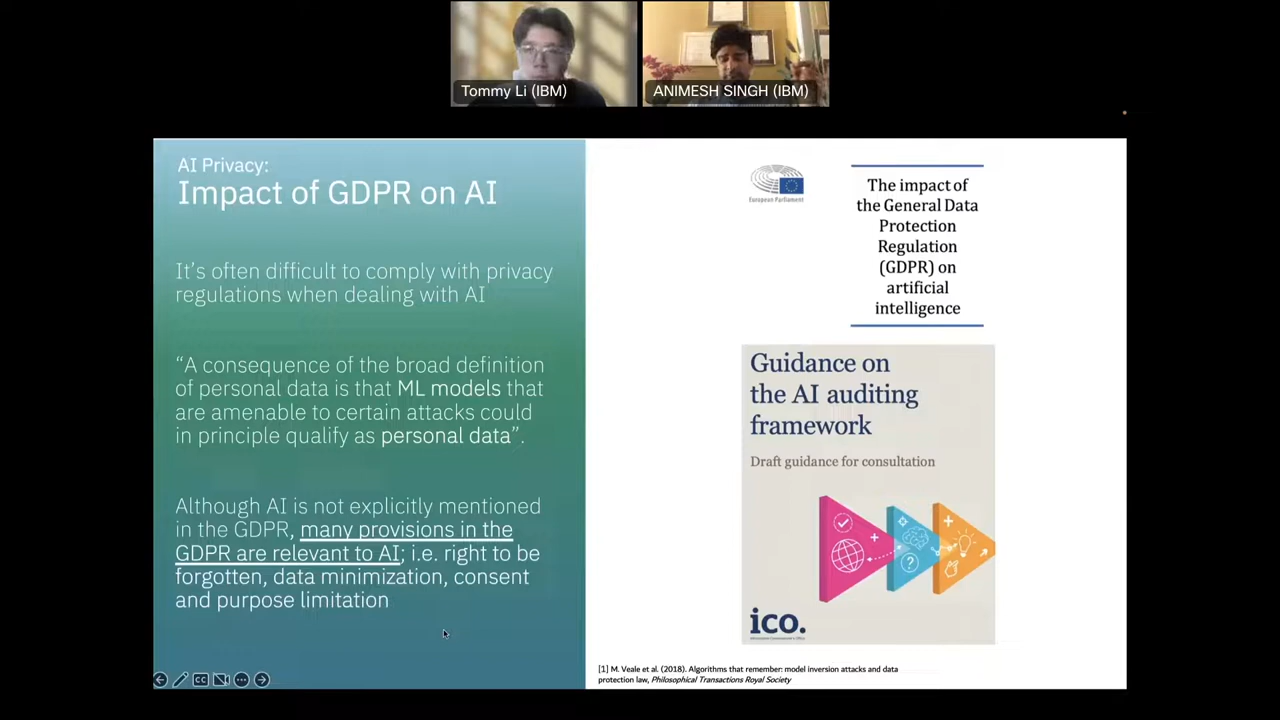 Tommy Li (IBM)
ANIMESH SINGH (IBM)
AI Privacy:
Impact of GDPR on AI
It's often difficult to comply with privacy
regulations when dealing with AI
“A consequence of the broad definition
of personal data is that ML models that
are amenable to certain attacks could
in principle qualify as personal data”.
Although AI is not explicitly mentioned
in the GDPR, many provisions in the
GDPR are relevant to AI; i.e. right to be
forgotten, data minimization, consent
and purpose limitation
CC
European Parliament
The impact of
the General Data
Protection
Regulation
(GDPR) on
artificial
intelligence
Guidance on
the AI auditing
framework
Draft guidance for consultation
ico.
Information Commissioner's Office
[1] M. Veale et al. (2018). Algorithms that remember: model inversion attacks and data
protection law, Philosophical Transactions Royal Society